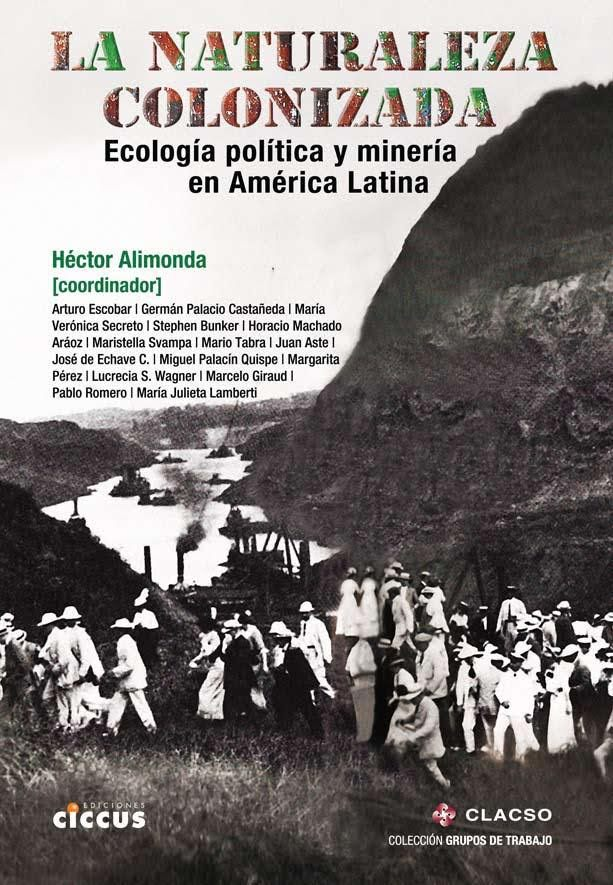 LA NATURALEZA
COLONIZADA
Ecología política y minería
en América Latina
Héctor Alimonda
[coordinador]
Arturo Escobar | Germán Palacio Castañeda | María
Verónica Secreto | Stephen Bunker | Horacio Machado
Aráoz | Maristella Svampa | Mario Tabra | Juan Aste |
José de Echave C. | Miguel Palacín Quispe | Margarita
Pérez | Lucrecia S. Wagner | Marcelo Giraud |
Pablo Romero | María Julieta Lamberti
EDICIONES
CICCUS
CLACSO
COLECCIÓN GRUPOS DE TRABAJO